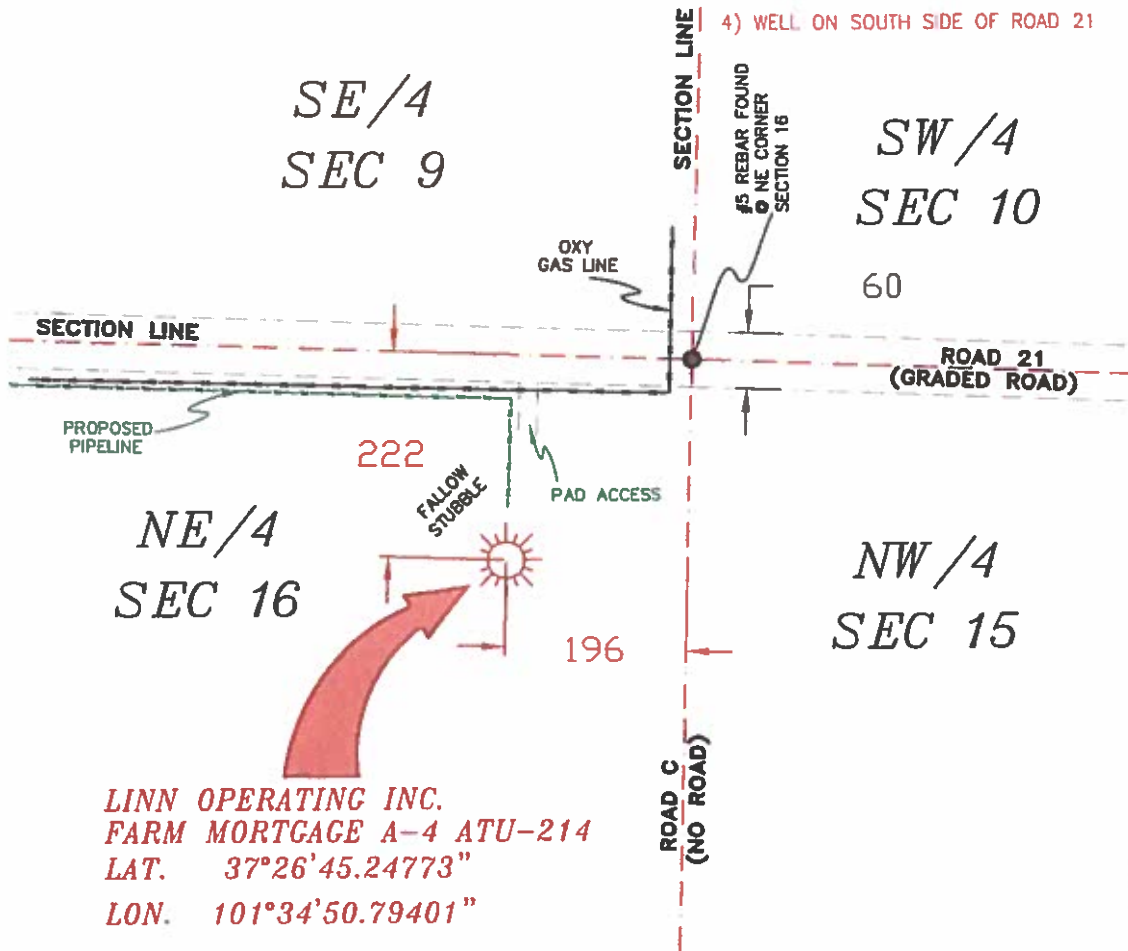 4) WELL ON SOUTH SIDE OF ROAD 21
SECTION LINE
SE/4
SEC 9
#5 REBAR FOUND
@ NE CORNER
SECTION 16
SW/4
SEC 10
OXY
GAS LINE
60
SECTION LINE
ROAD 21
(GRADED ROAD)
PROPOSED
PIPELINE
222
FALLOW
STUBBLE
PAD ACCESS
NE/4
SEC 16
NW/4
SEC 15
196
ROAD C
(NO ROAD)
LINN OPERATING INC.
FARM MORTGAGE A-4 ATU-214
LAT. 37°26'45.24773"
LON. 101°34'50.79401"